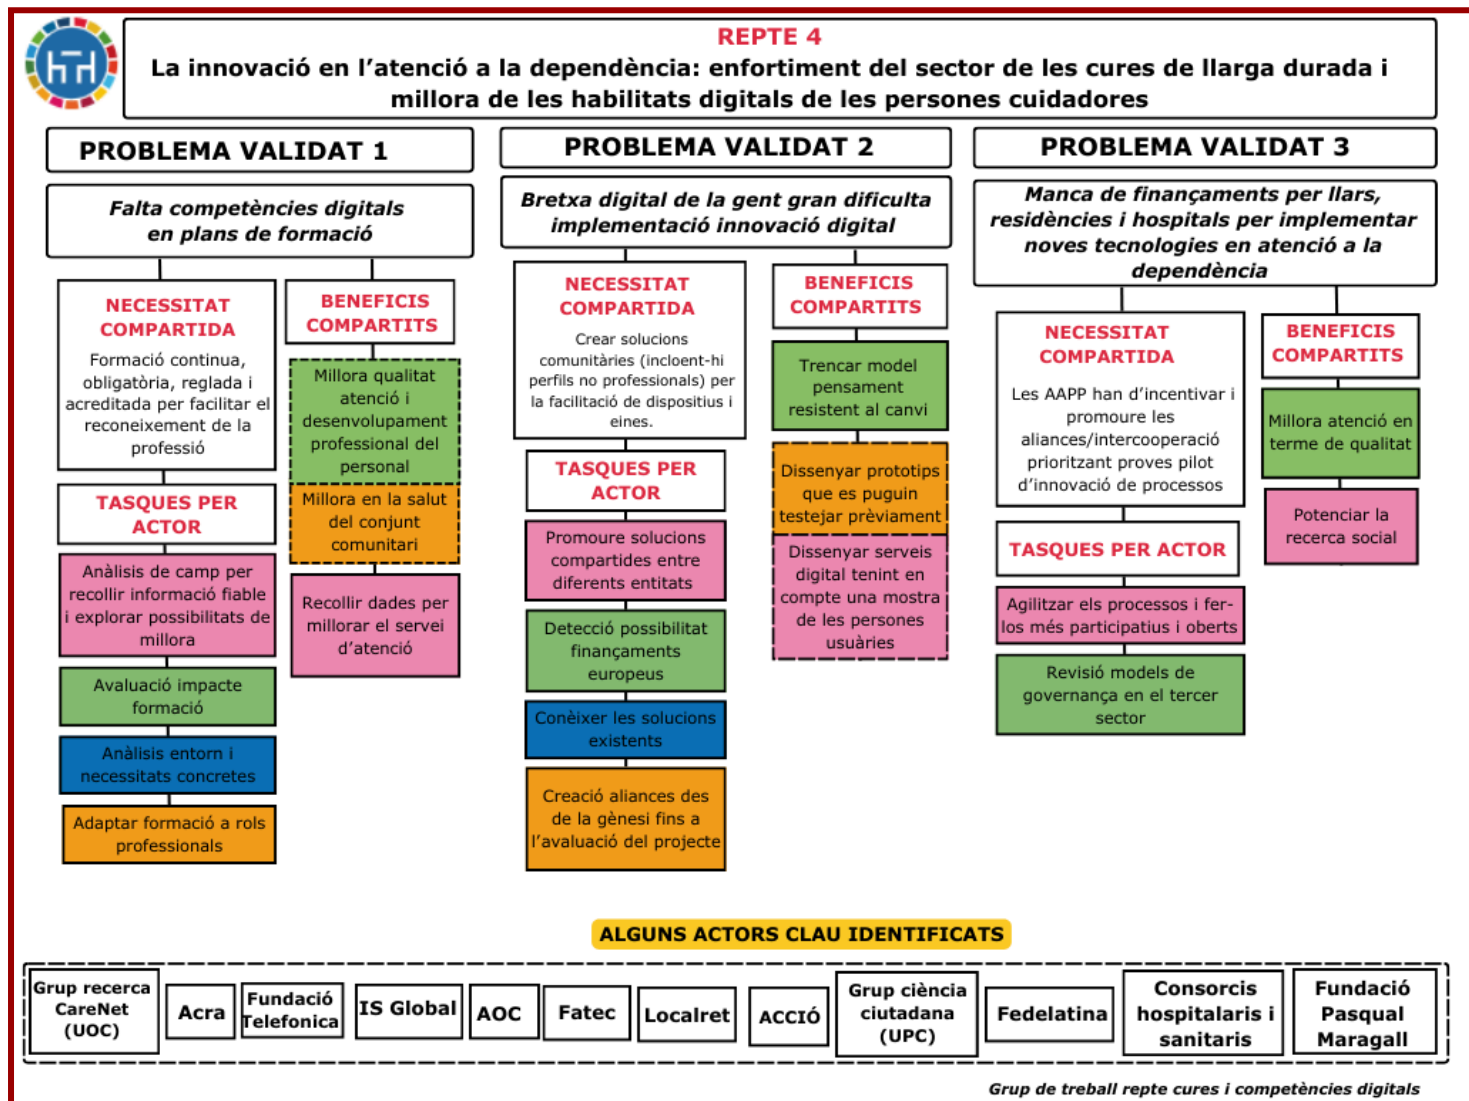 HTH
REPTE 4
La innovació en l'atenció a la dependència: enfortiment del sector de les cures de llarga durada i
millora de les habilitats digitals de les persones cuidadores
PROBLEMA VALIDAT 1
Falta competències digitals
en plans de formació
NECESSITAT
COMPARTIDA
Formació continua,
obligatòria, reglada i
acreditada per facilitar el
reconeixement de la
professió
TASQUES PER
ACTOR
Anàlisis de camp per
recollir informació fiable
i explorar possibilitats de
millora
Avaluació impacte
formació
Anàlisis entorn i
necessitats concretes
Adaptar formació a rols
professionals
BENEFICIS
COMPARTITS
Millora qualitat
atenció i
desenvolupament
professional del
personal
Millora en la salut
del conjunt
comunitari
Recollir dades per
millorar el servei
d'atenció
PROBLEMA VALIDAT 2
Bretxa digital de la gent gran dificulta
implementació innovació digital
NECESSITAT
COMPARTIDA
Crear solucions
comunitàries (incloent-hi
perfils no professionals) per
la facilitació de dispositius i
eines.
TASQUES PER
ACTOR
Promoure solucions
compartides entre
diferents entitats
Detecció possibilitat
finançaments
europeus
Conèixer les solucions
existents
Creació aliances des
de la gènesi fins a
l'avaluació del projecte
BENEFICIS
COMPARTITS
Trencar model
pensament
resistent al canvi
Dissenyar prototips
que es puguin
testejar prèviament
Dissenyar serveis
digital tenint en
compte una mostra
de les persones
usuàries
PROBLEMA VALIDAT 3
Manca de finançaments per llars,
residències i hospitals per implementar
noves tecnologies en atenció a la
dependència
NECESSITAT
COMPARTIDA
Les AAPP han d'incentivar i
promoure les
aliances/intercooperació
prioritzant proves pilot
d'innovació de processos
TASQUES PER ACTOR
Agilitzar els processos i fer-
los més participatius i oberts
Revisió models de
governança en el tercer
sector
BENEFICIS
COMPARTITS
Millora atenció en
terme de qualitat
Potenciar la
recerca social
ALGUNS ACTORS CLAU IDENTIFICATS
Grup recerca
CareNet
(UOC)
Acra
Fundació
Telefonica
IS Global
AOC
Fatec
Localret
ACCIÓ
Grup ciència
ciutadana
(UPC)
Fedelatina
Consorcis
hospitalaris i
sanitaris
Fundació
Pasqual
Maragall
Grup de treball repte cures i competències digitals